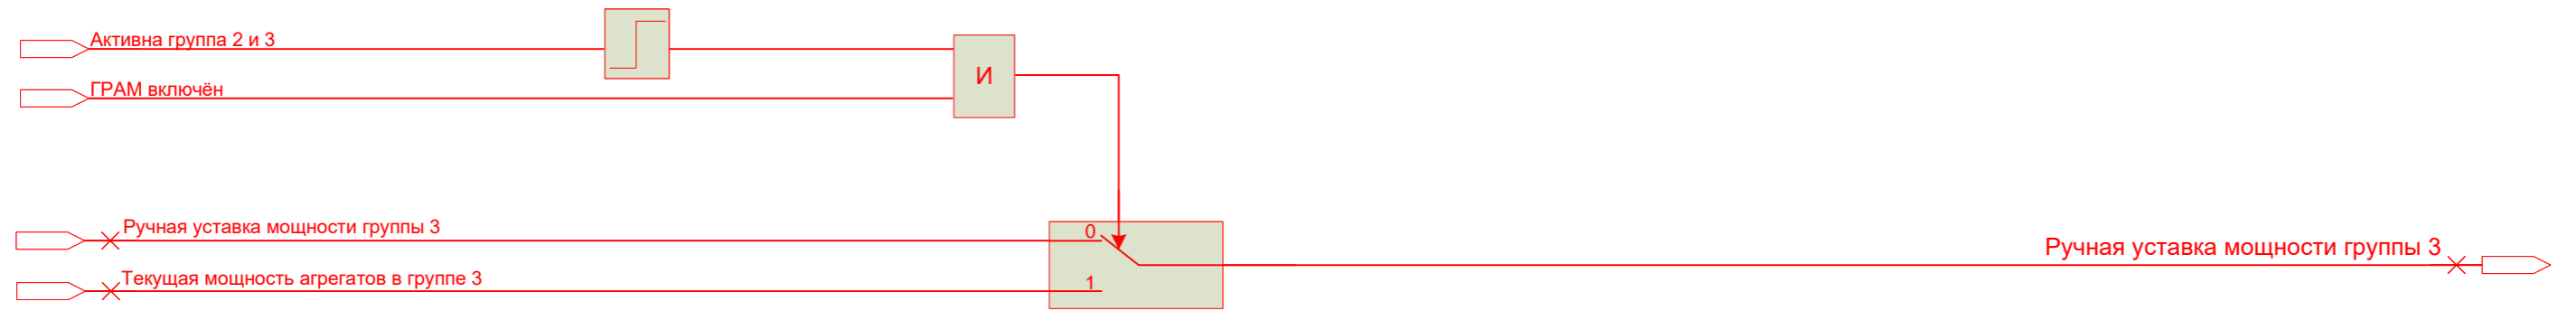 Активна группа 2 и 3
ГРАМ включён
И
Ручная уставка мощности группы 3
0
Ручная уставка мощности группы 3
Текущая мощность агрегатов в группе 3
1